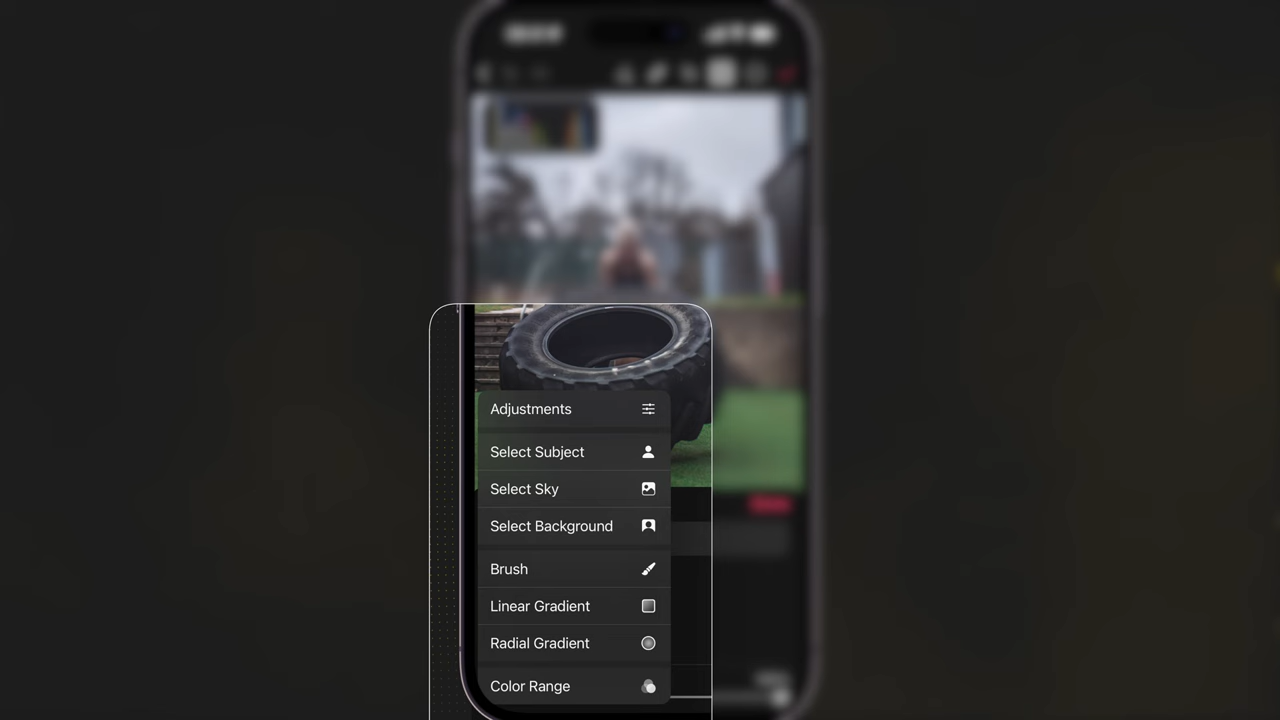 Adjustments
Select Subject
Select Sky
Select Background
Brush
Linear Gradient
Radial Gradient
Color Range